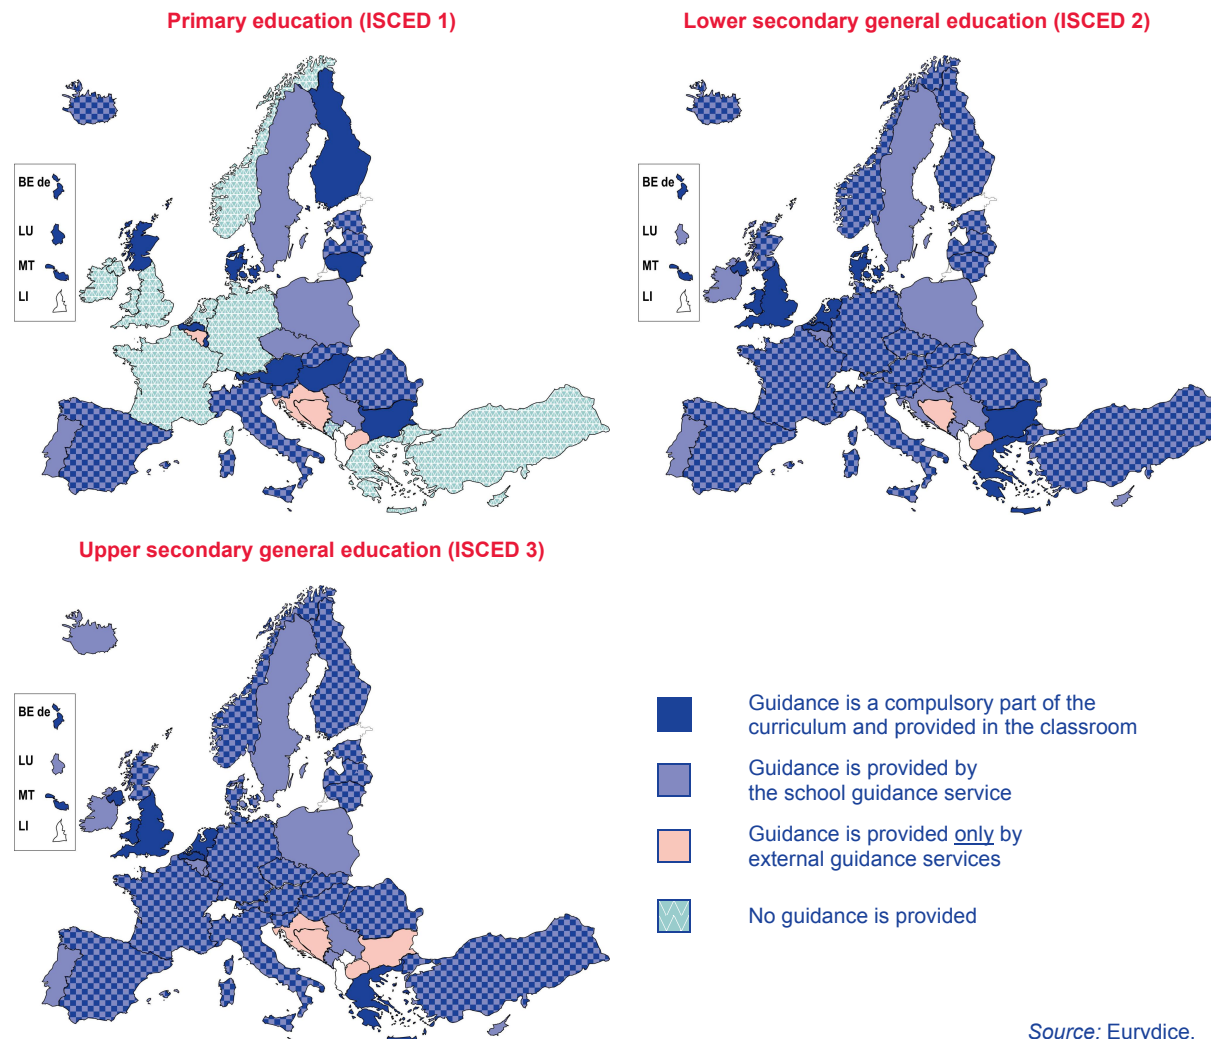 Primary education (ISCED 1)
Lower secondary general education (ISCED 2)
BE de
LU
MT
LI
BE de
LU
MT
LI
Upper secondary general education (ISCED 3)
BE de
LU
MT
LI
Guidance is a compulsory part of the
curriculum and provided in the classroom
Guidance is provided by
the school guidance service
Guidance is provided only by
external guidance services
No guidance is provided
Source: Eurydice.